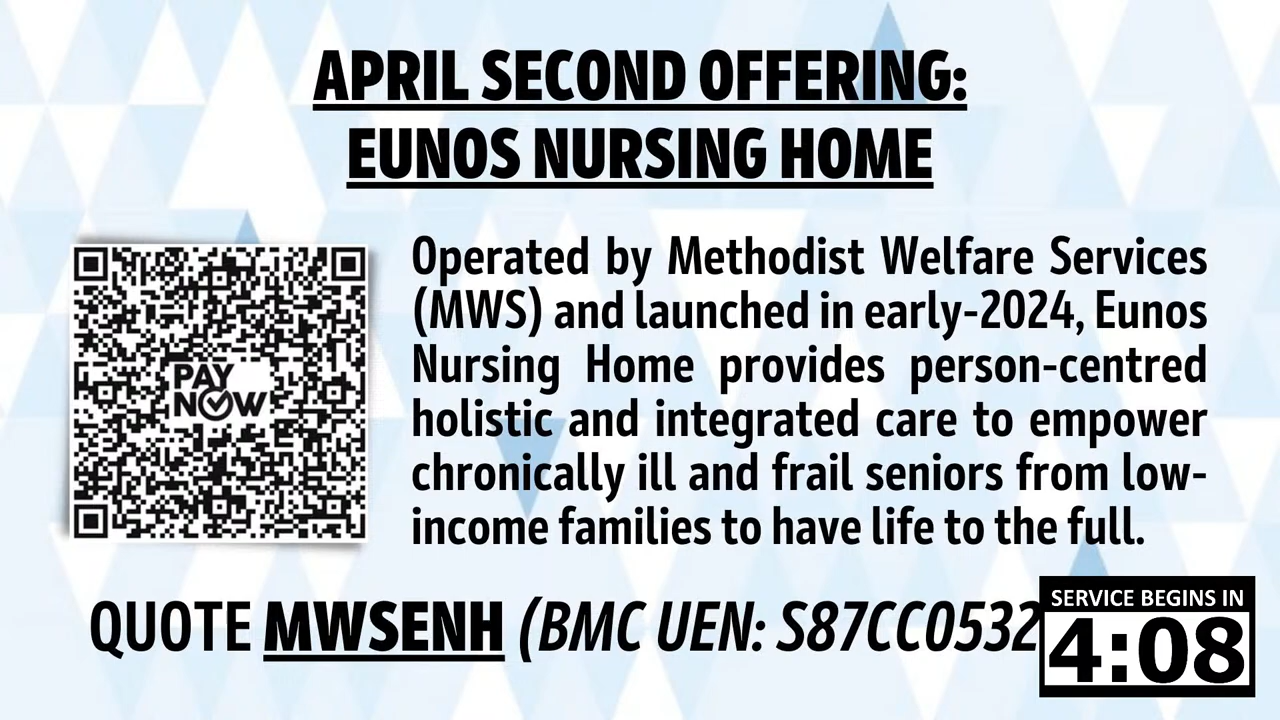 APRIL SECOND OFFERING:
EUNOS NURSING HOME
PAY
NOW
Operated by Methodist Welfare Services
(MWS) and launched in early-2024, Eunos
Nursing Home provides person-centred
holistic and integrated care to empower
chronically ill and frail seniors from low-
income families to have life to the full.
QUOTE MWSENH (BMC UEN: S87CC0532
SERVICE BEGINS IN
4:08